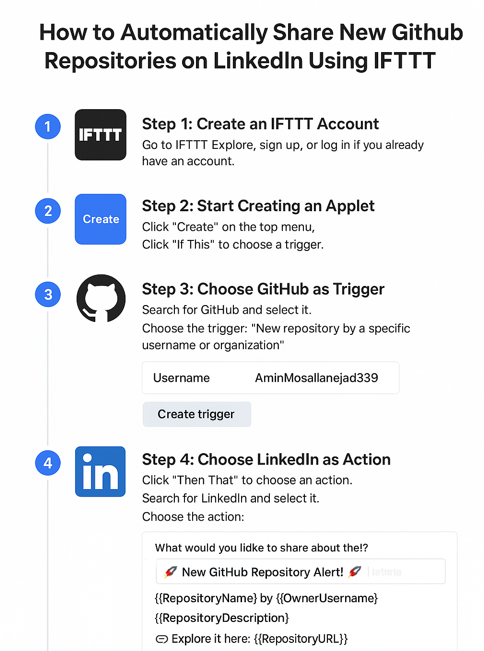 How to Automatically Share New Github
Repositories on LinkedIn Using IFTTT
1
IFTTT
Step 1: Create an IFTTT Account
Go to IFTTT Explore, sign up, or log in if you already
have an account.
2
Create
Step 2: Start Creating an Applet
Click "Create" on the top menu,
Click "If This" to choose a trigger.
3
Step 3: Choose GitHub as Trigger
Search for GitHub and select it.
Choose the trigger: "New repository by a specific
username or organization"
Username AminMosallanejad339
Create trigger
4
in
Step 4: Choose LinkedIn as Action
Click "Then That" to choose an action.
Search for LinkedIn and select it.
Choose the action:
What would you lidke to share about the!?
🚀 New GitHub Repository Alert! 🚀
{{RepositoryName} by {{OwnerUsername}
{{RepositoryDescription}
Explore it here: {{RepositoryURL}}